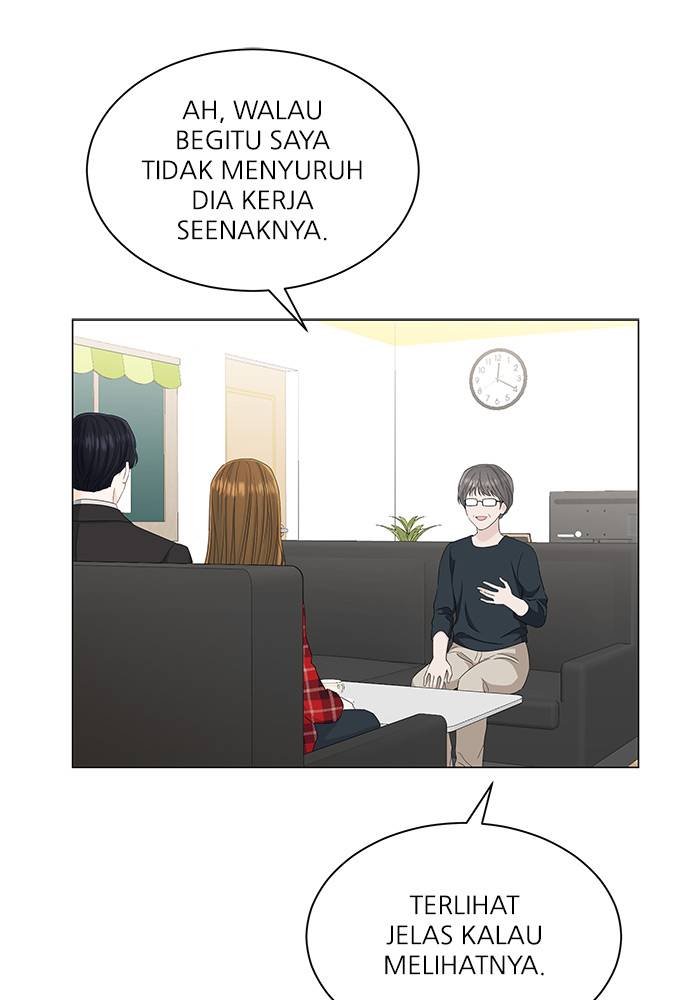 AH, WALAU
BEGITU SAYA
TIDAK MENYURUH
DIA KERJA
SEENAKNYA.
TERLIHAT
JELAS KALAU
MELIHATNYA.